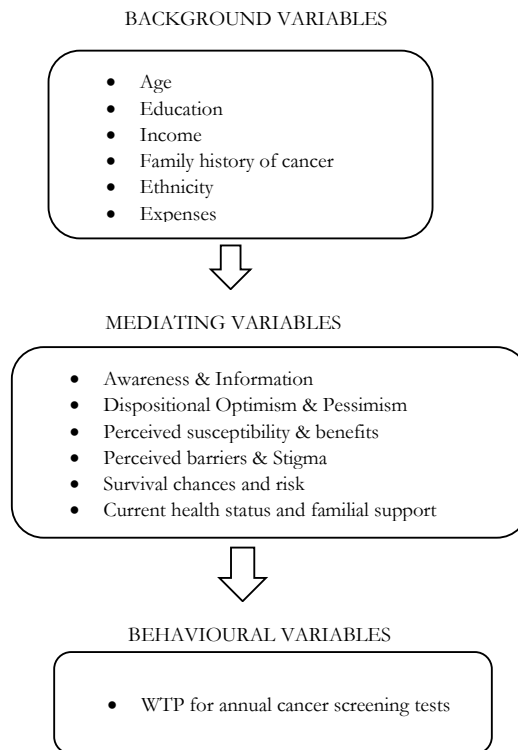 BACKGROUND VARIABLES
• Age
• Education
• Income
• Family history of cancer
• Ethnicity
• Expenses
MEDIATING VARIABLES
• Awareness & Information
• Dispositional Optimism & Pessimism
• Perceived susceptibility & benefits
• Perceived barriers & Stigma
• Survival chances and risk
• Current health status and familial support
BEHAVIOURAL VARIABLES
• WTP for annual cancer screening tests